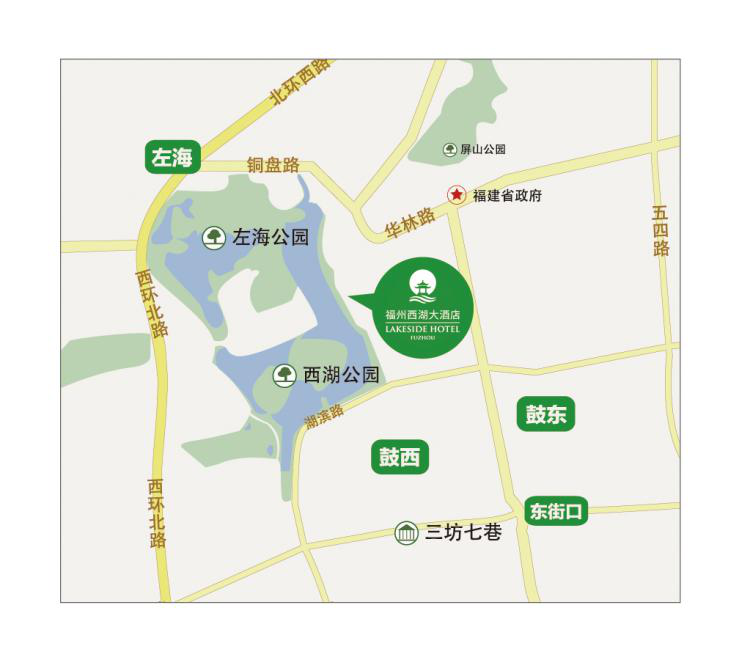 北环西路
屏山公园
左海
铜盘路
福建省政府
华林路
五四路
左海公园
西环北路
福州西湖大酒店
LAKESIDE HOTEL
FUZHOU
西湖公园
湖滨路
鼓东
鼓西
西环北路
东街口
三坊七巷